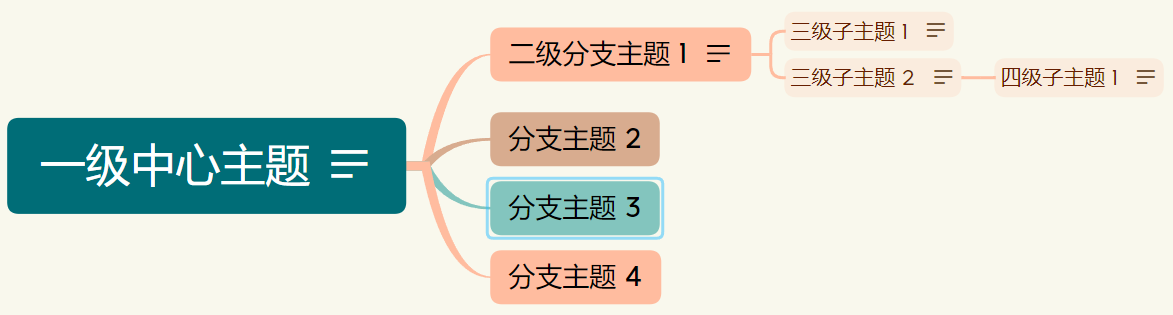 一级中心主题
二级分支主题 1
三级子主题 1
三级子主题 2
四级子主题 1
分支主题 2
分支主题 3
分支主题 4